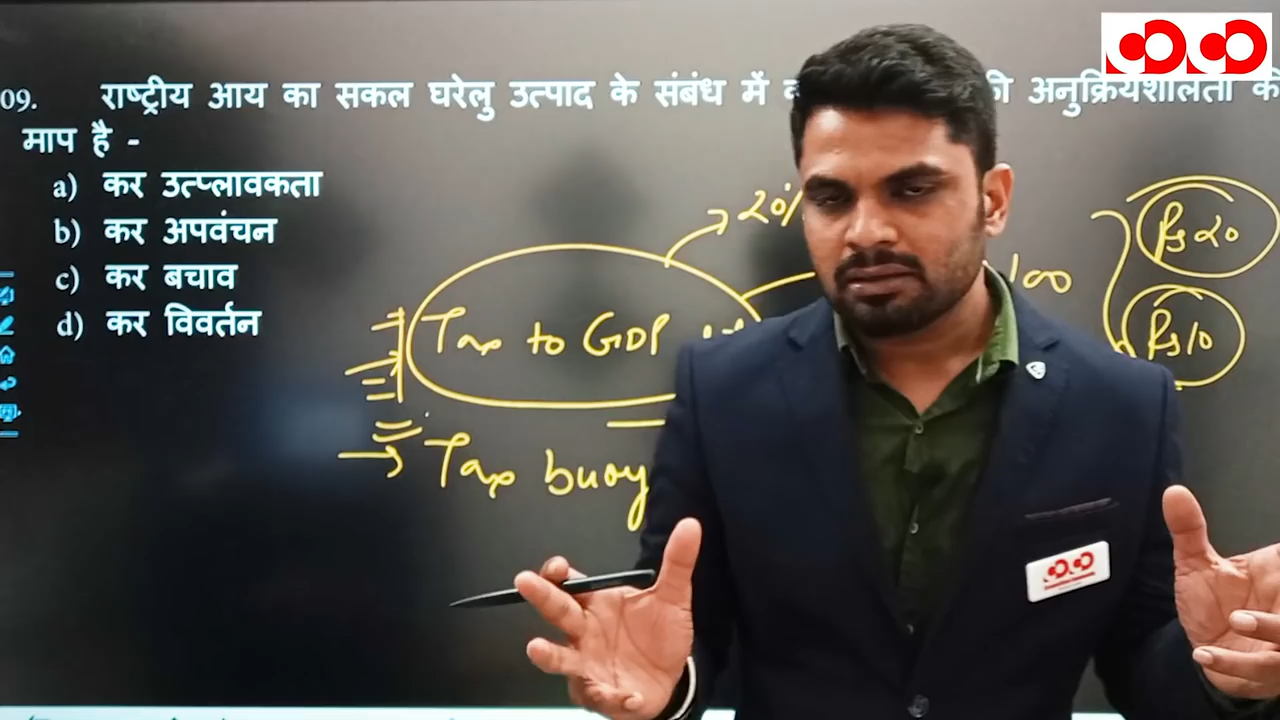 09. राष्ट्रीय आय का सकल घरेलु उत्पाद के संबंध में की अनुक्रियशीलता
माप है -
a) कर उत्प्लावकता
b) कर अपवंचन
c) कर बचाव
d) कर विवर्तन
20%
Tax to GDP
100
Rs 20
Rs 10
Tax buoy